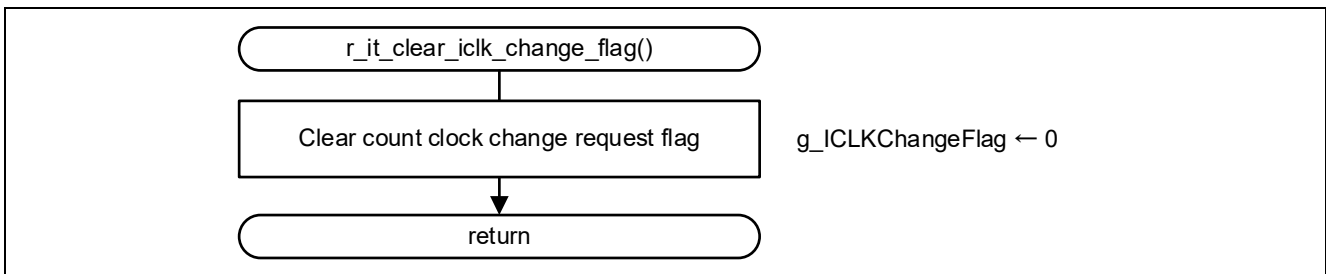 r_it_clear_iclk_change_flag()
Clear count clock change request flag
g_ICLKChangeFlag ← 0
return